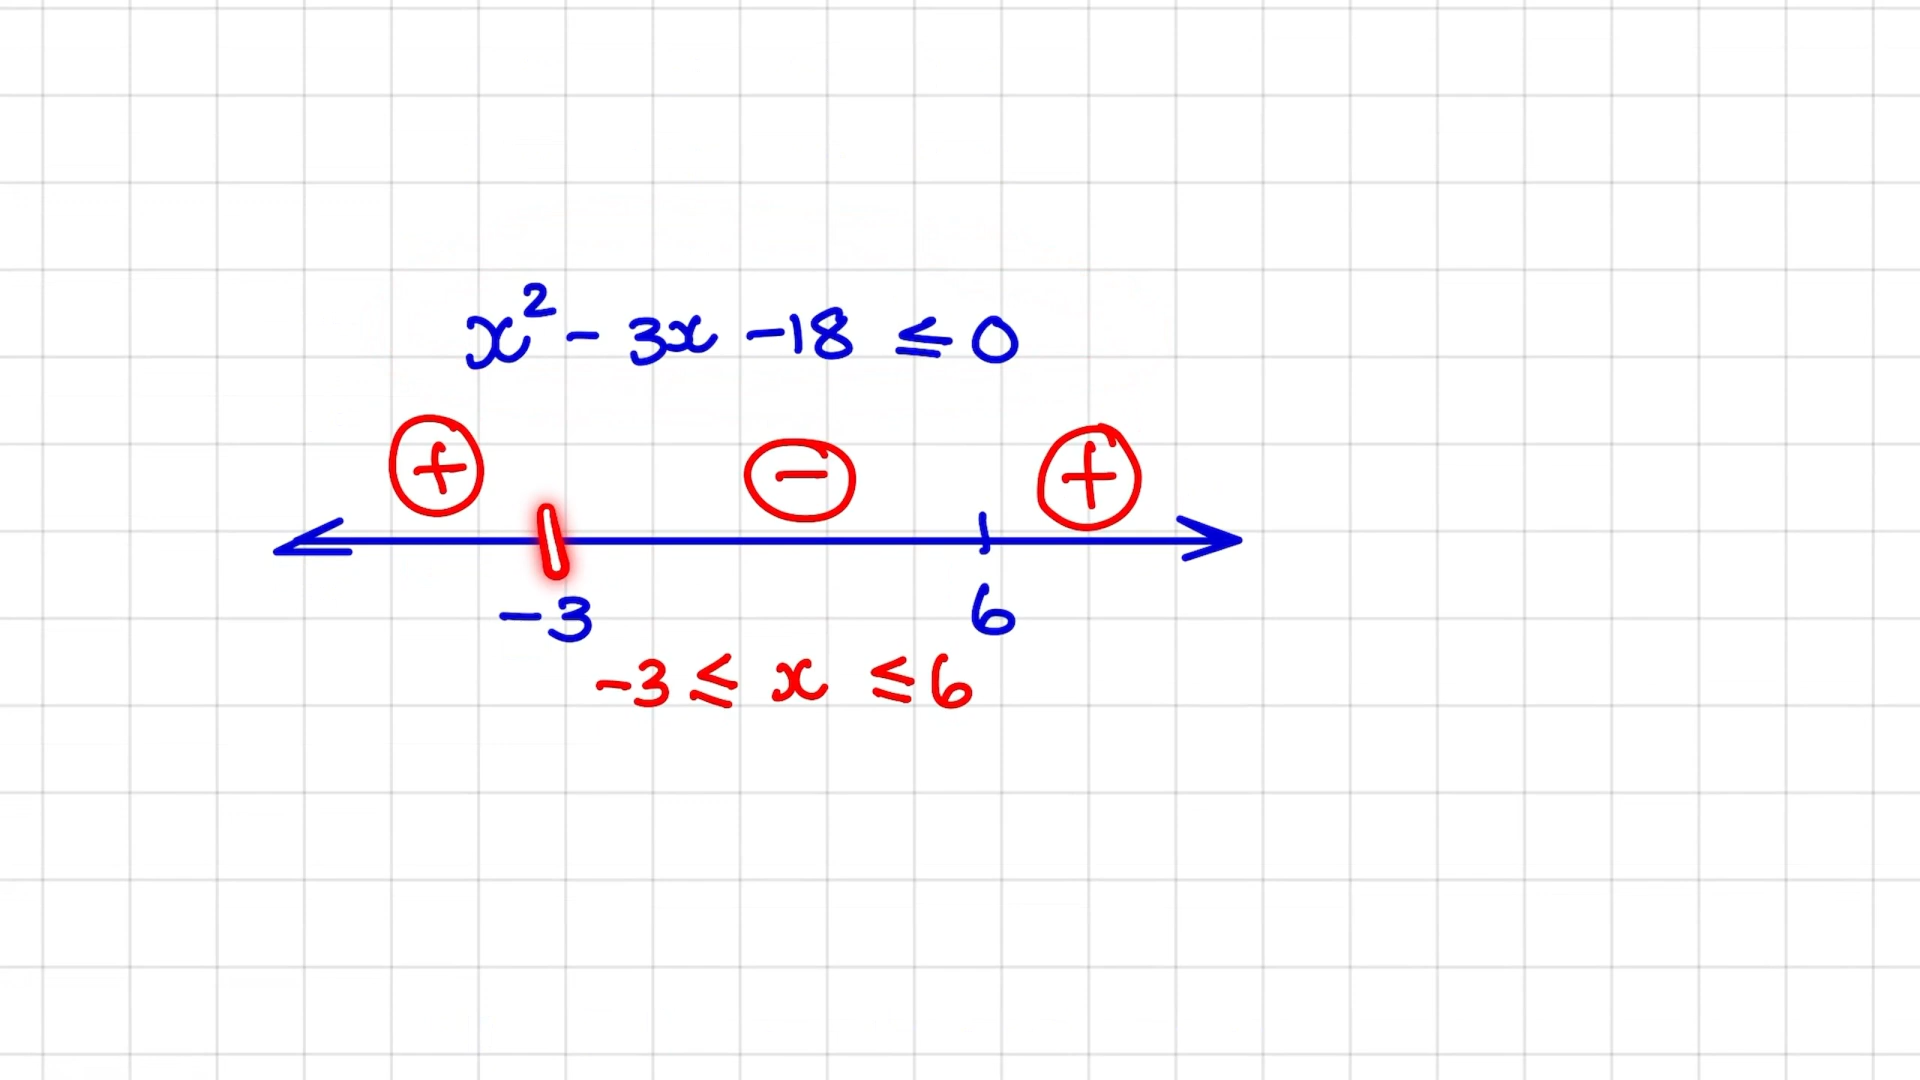 x² - 3x - 18 ≤ 0
+ - +
-3 6
-3 ≤ x ≤ 6